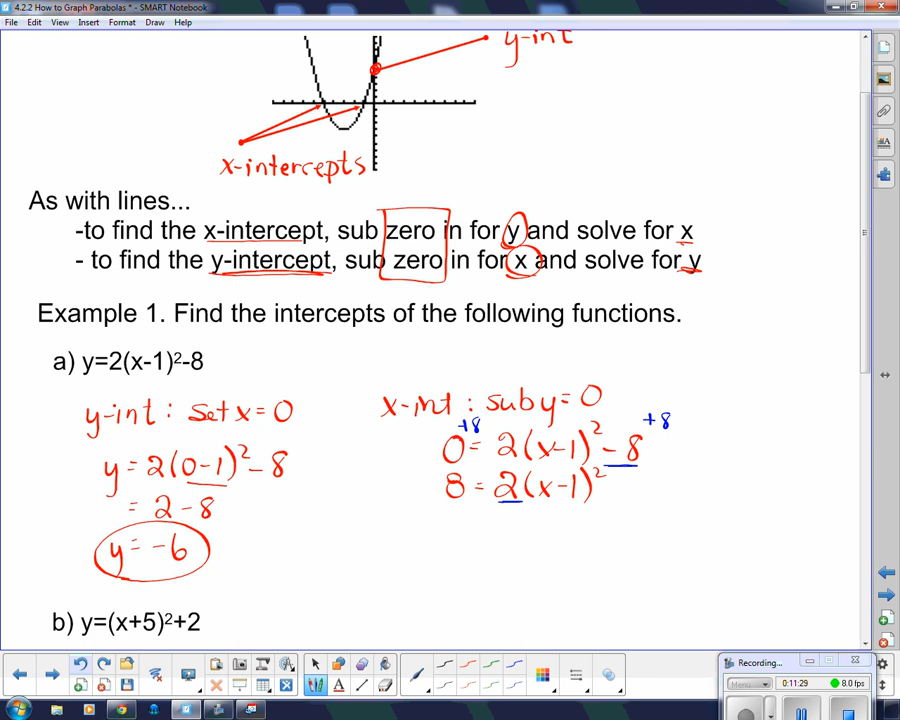 4.2.2 How to Graph Parabolas * - SMART Notebook
File Edit View Insert Format Draw Help
y-int
x-intercepts
As with lines...
-to find the x-intercept, sub zero in for y and solve for x
- to find the y-intercept, sub zero in for x and solve for y
Example 1. Find the intercepts of the following functions.
a) y=2(x-1)²-8
y-int : set x = 0
y = 2(0-1)² - 8
= 2 - 8
y = -6
x-int : sub y = 0
+8 +8
0 = 2(x-1)² - 8
8 = 2(x-1)²
b) y=(x+5)²+2
Recording...
Menu
0:11:29
8.0 fps